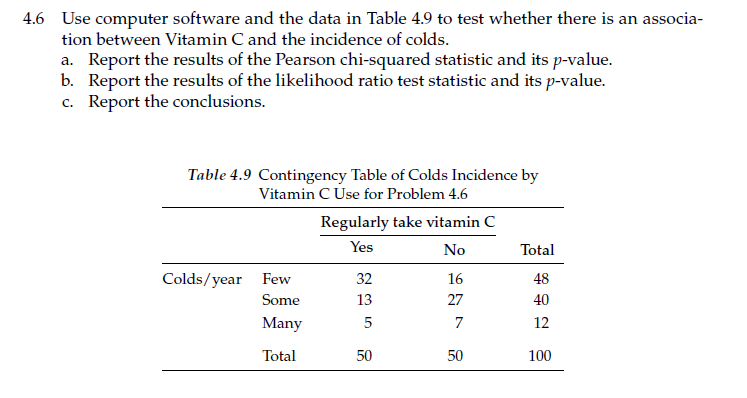 4.6 Use computer software and the data in Table 4.9 to test whether there is an associa-
tion between Vitamin C and the incidence of colds.
a. Report the results of the Pearson chi-squared statistic and its p-value.
b. Report the results of the likelihood ratio test statistic and its p-value.
c. Report the conclusions.
Table 4.9 Contingency Table of Colds Incidence by
Vitamin C Use for Problem 4.6
Regularly take vitamin C
Yes No Total
Colds/year Few 32 16 48
Some 13 27 40
Many 5 7 12
Total 50 50 100